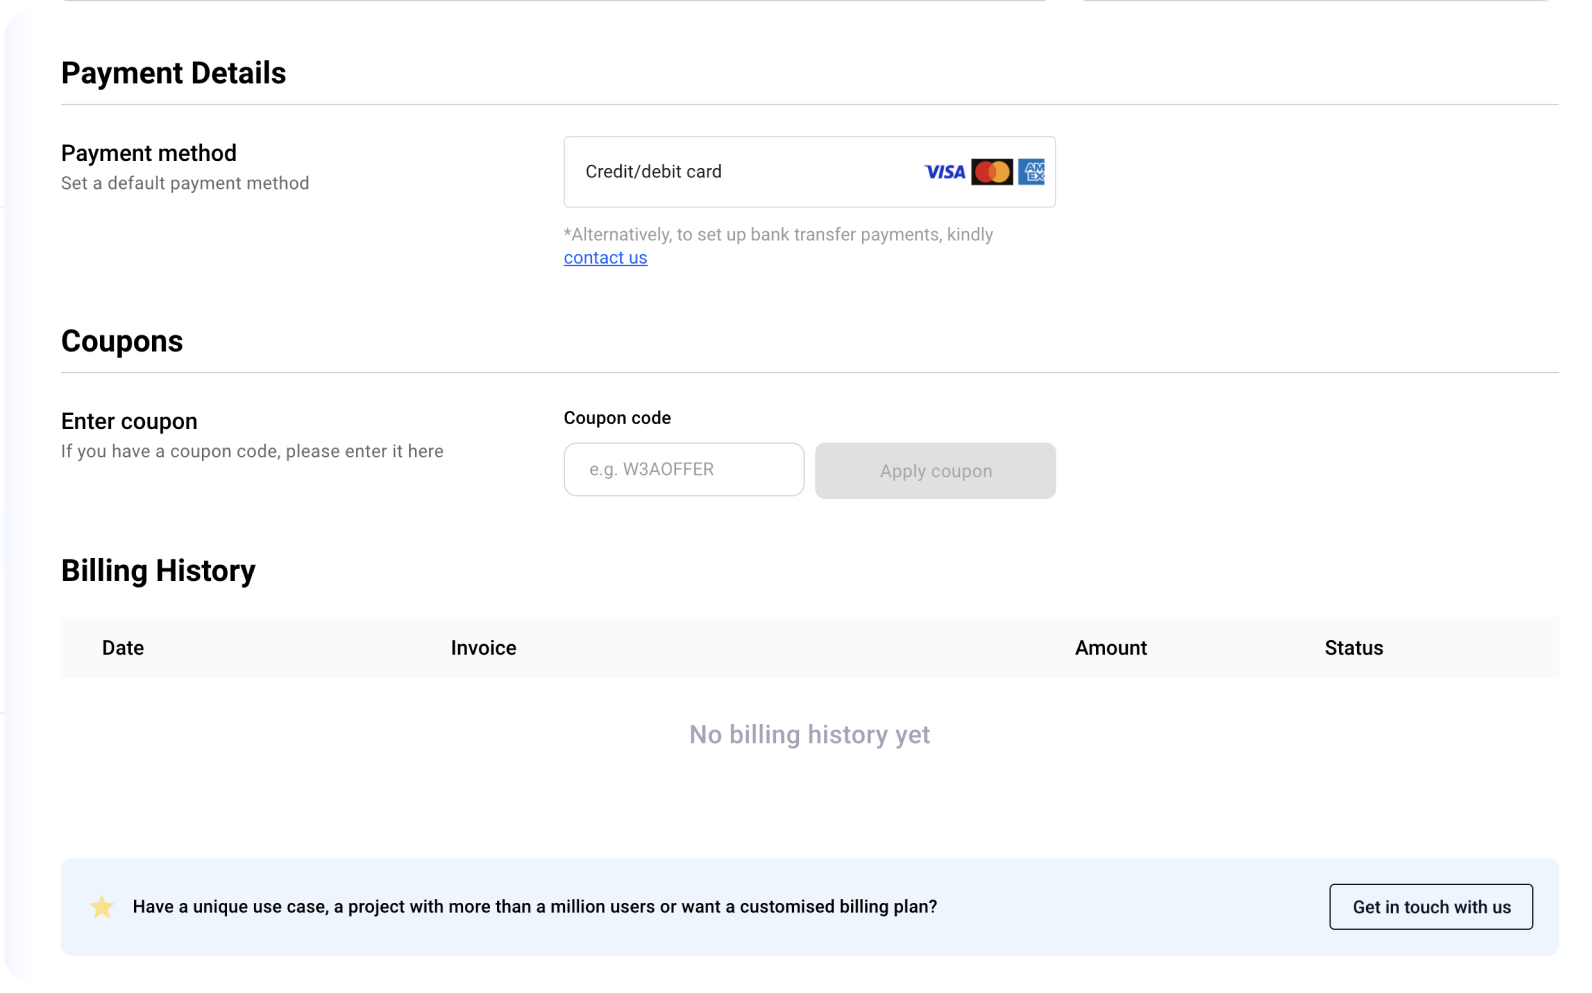 Payment Details
Payment method
Set a default payment method
Credit/debit card
VISA
AM
EX
*Alternatively, to set up bank transfer payments, kindly
contact us
Coupons
Enter coupon
If you have a coupon code, please enter it here
Coupon code
e.g. W3AOFFER
Apply coupon
Billing History
Date Invoice Amount Status
No billing history yet
Have a unique use case, a project with more than a million users or want a customised billing plan?
Get in touch with us